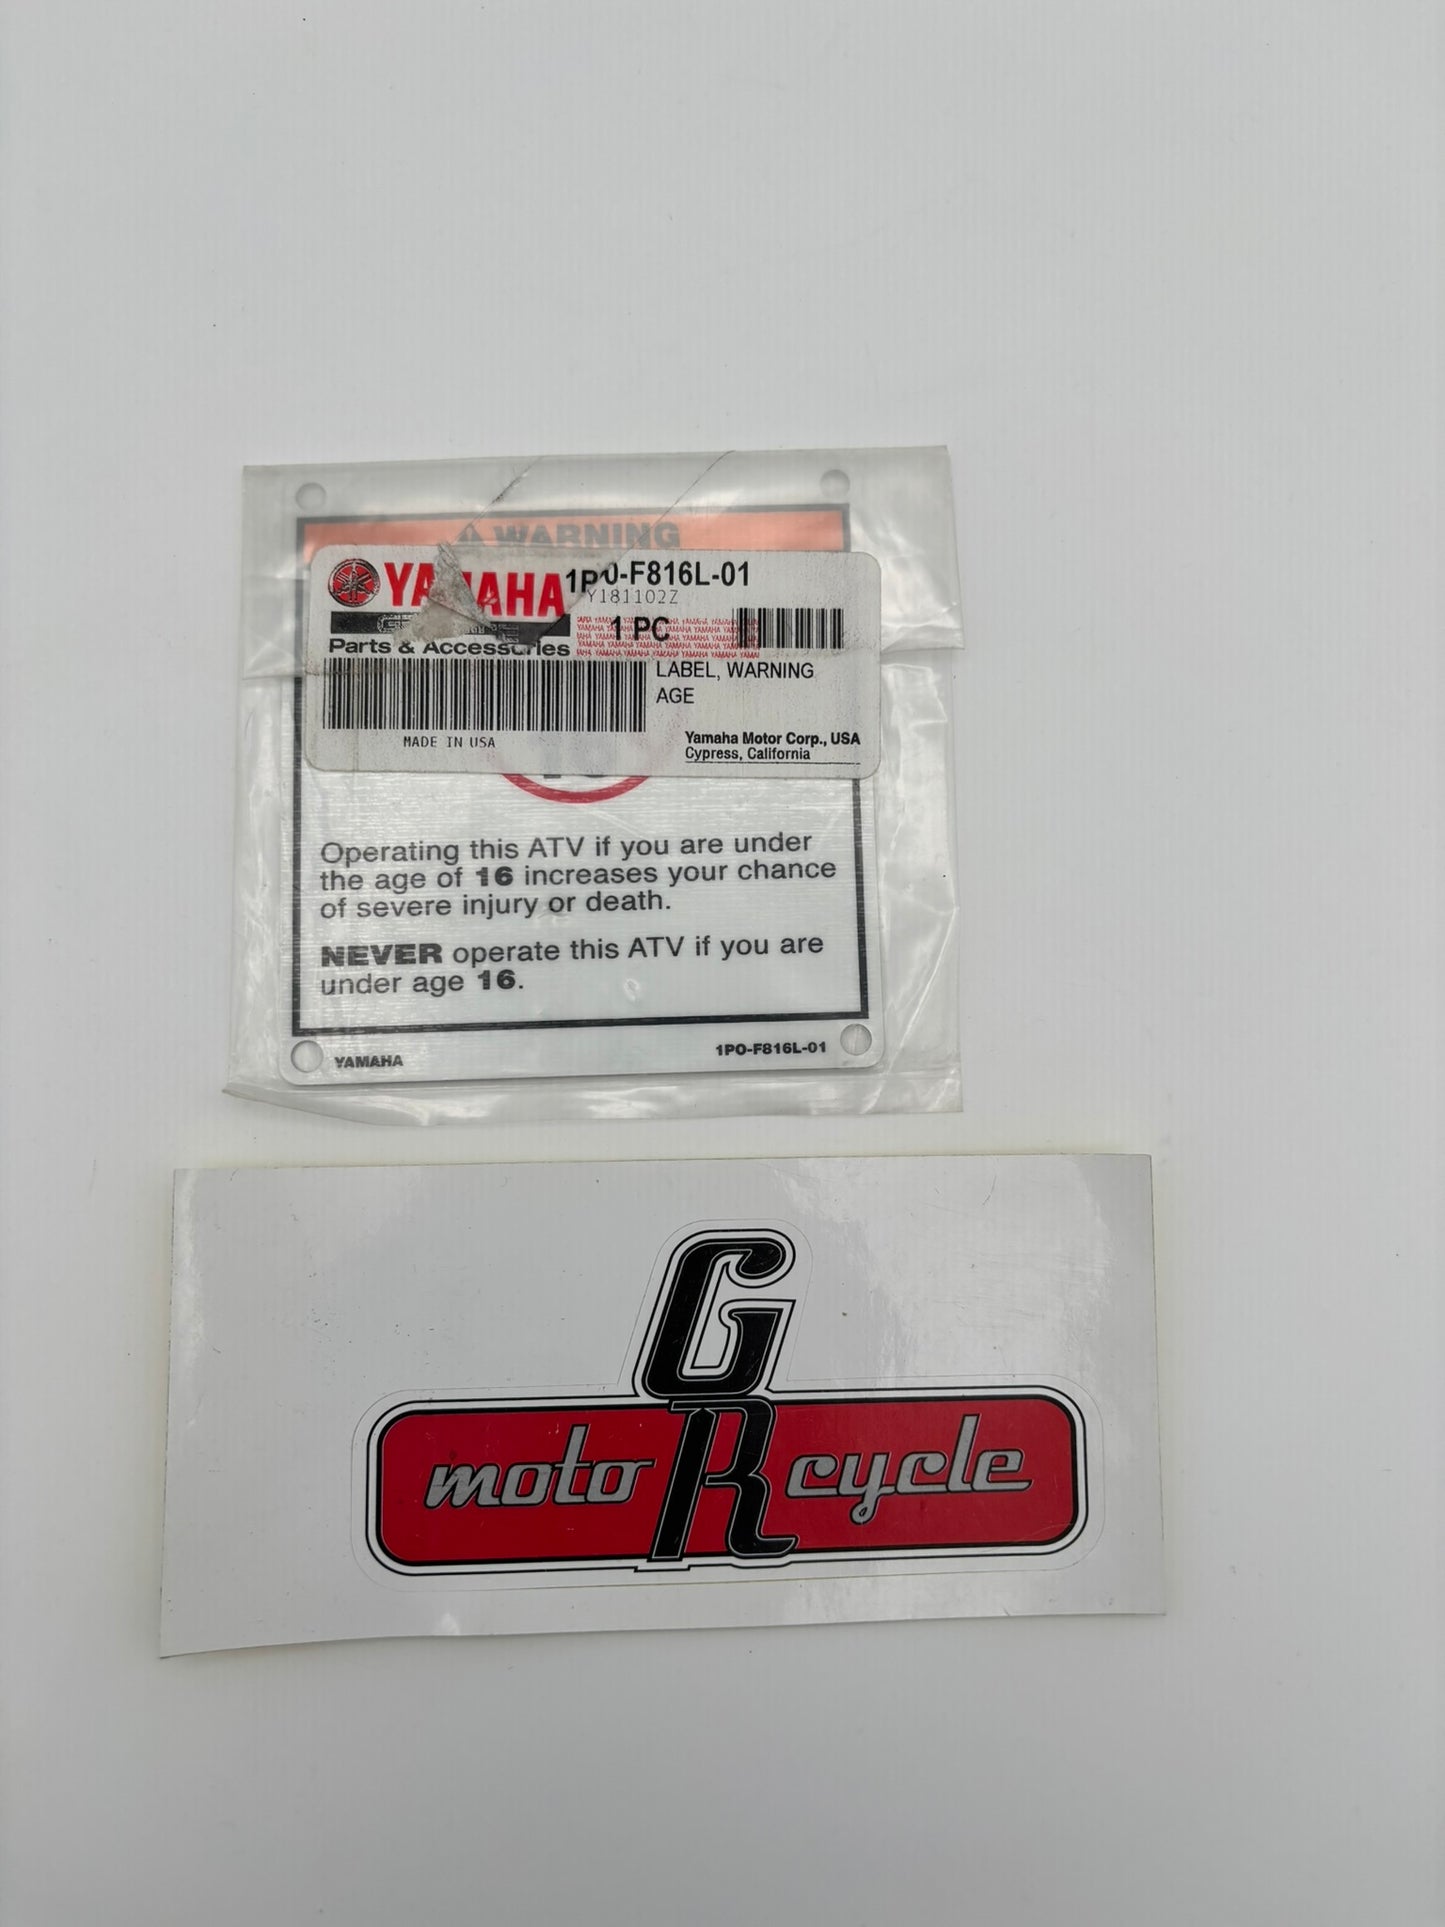 WARNING
YAMAHA
1P0-F816L-01
Y181102Z
1 PC
Parts & Accessories
LABEL, WARNING
AGE
MADE IN USA
Yamaha Motor Corp., USA
Cypress, California
Operating this ATV if you are under
the age of 16 increases your chance
of severe injury or death.
NEVER operate this ATV if you are
under age 16.
YAMAHA
1P0-F816L-01
GR
moto cycle